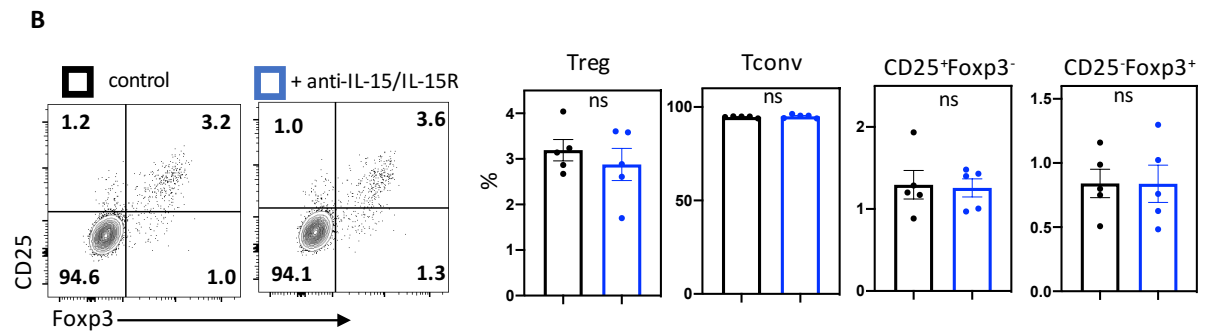 B
control
+ anti-IL-15/IL-15R
1.2
3.2
94.6
1.0
1.0
3.6
94.1
1.3
CD25
Foxp3
Treg
ns
%
4
3
2
1
0
Tconv
ns
100
50
0
CD25⁺Foxp3⁻
ns
2
1
0
CD25⁻Foxp3⁺
ns
1.5
1.0
0.5
0.0